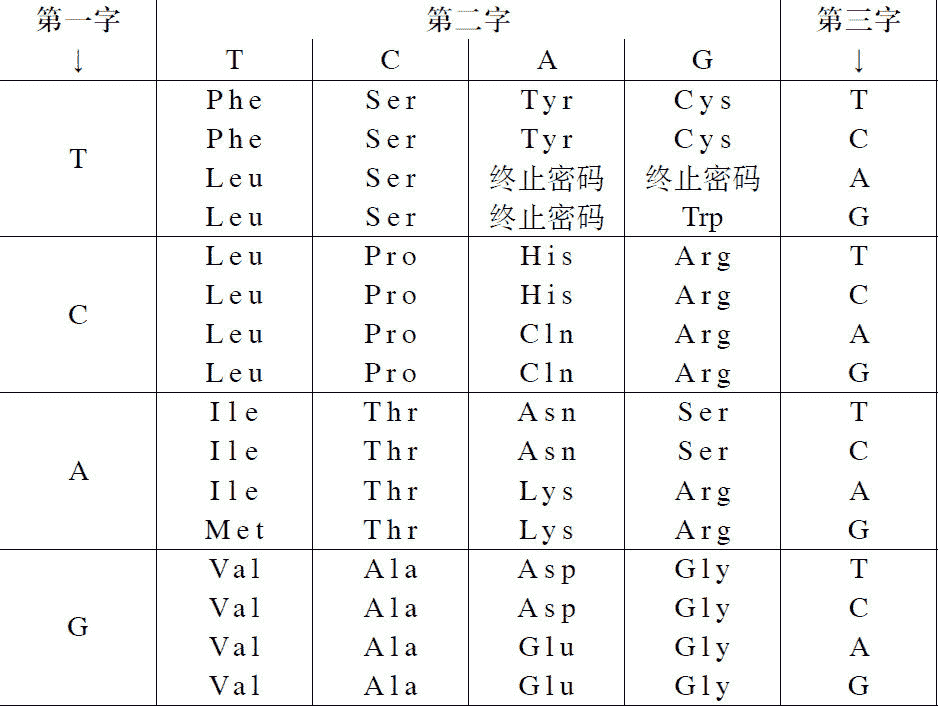 第一字 第二字 第三字
↓ T C A G ↓
Phe Ser Tyr Cys T
Phe Ser Tyr Cys C
T
Leu Ser 终止密码 终止密码 A
Leu Ser 终止密码 Trp G
Leu Pro His Arg T
Leu Pro His Arg C
C
Leu Pro Cln Arg A
Leu Pro Cln Arg G
Ile Thr Asn Ser T
Ile Thr Asn Ser C
A
Ile Thr Lys Arg A
Met Thr Lys Arg G
Val Ala Asp Gly T
Val Ala Asp Gly C
G
Val Ala Glu Gly A
Val Ala Glu Gly G